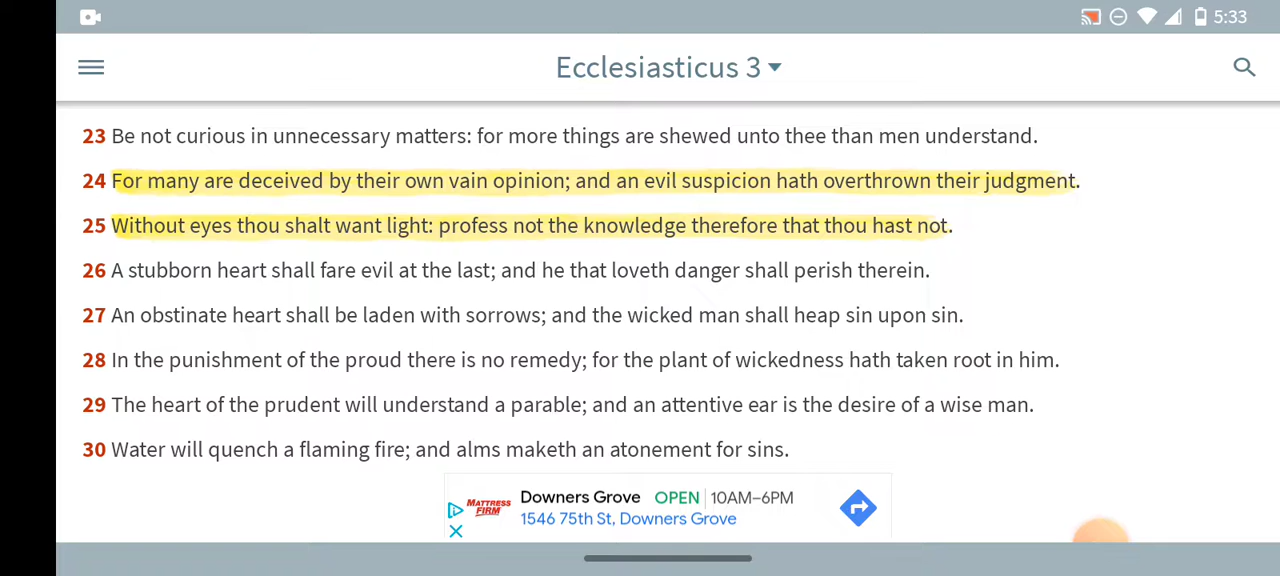 5:33
Ecclesiasticus 3
23 Be not curious in unnecessary matters: for more things are shewed unto thee than men understand.
24 For many are deceived by their own vain opinion; and an evil suspicion hath overthrown their judgment.
25 Without eyes thou shalt want light: profess not the knowledge therefore that thou hast not.
26 A stubborn heart shall fare evil at the last; and he that loveth danger shall perish therein.
27 An obstinate heart shall be laden with sorrows; and the wicked man shall heap sin upon sin.
28 In the punishment of the proud there is no remedy; for the plant of wickedness hath taken root in him.
29 The heart of the prudent will understand a parable; and an attentive ear is the desire of a wise man.
30 Water will quench a flaming fire; and alms maketh an atonement for sins.
MATTRESS FIRM
Downers Grove OPEN 10AM–6PM
1546 75th St, Downers Grove